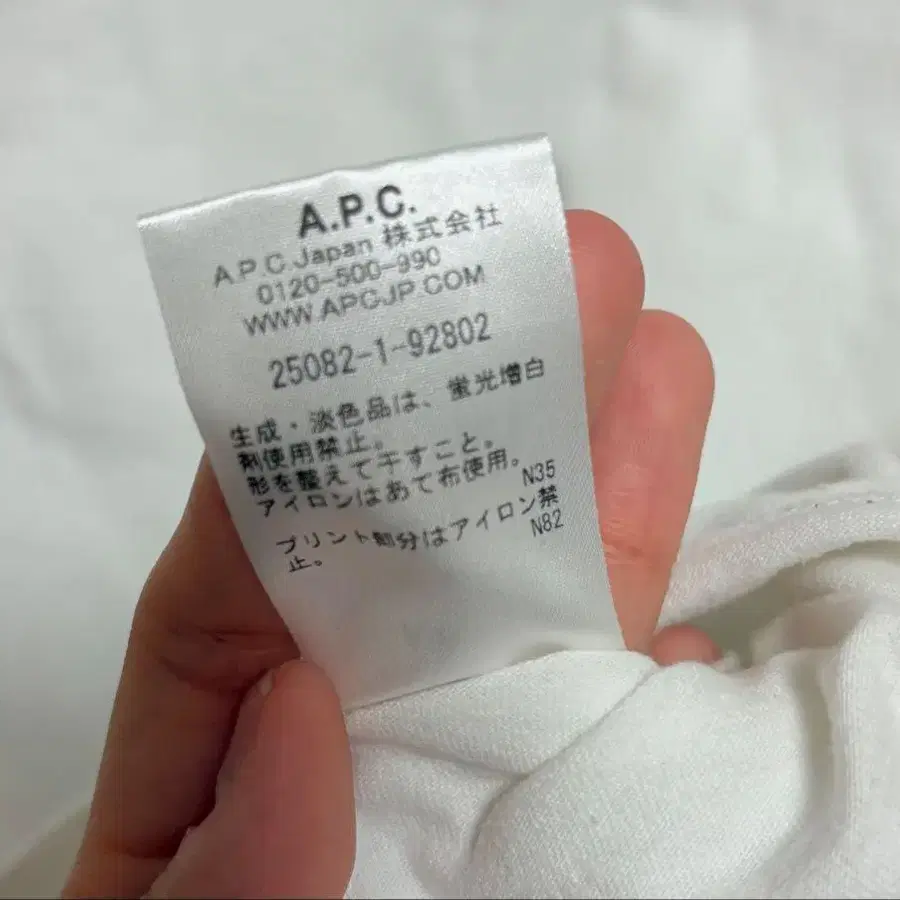 A.P.C.
A.P.C.Japan 株式会社
0120-500-990
WWW.APCJP.COM
25082-1-92802
生成・淡色品は、蛍光増白
剤使用禁止。
形を整えて干すこと。
アイロンはあて布使用。
N35
プリント部分はアイロン禁
止。
N82